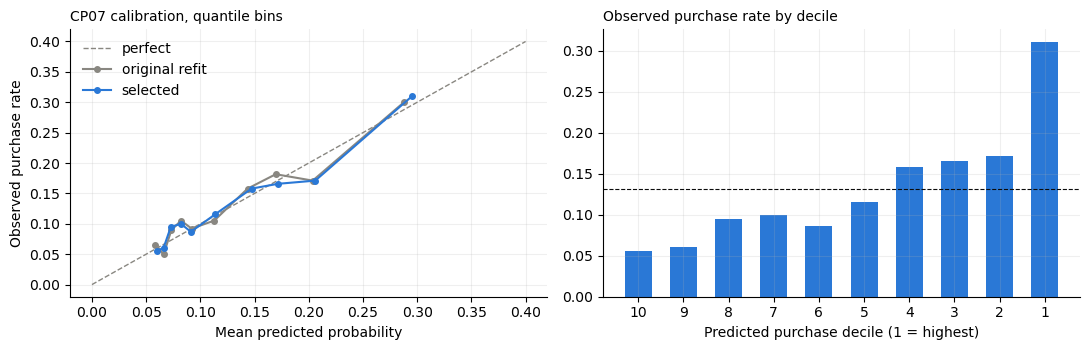 CP07 calibration, quantile bins
perfect
original refit
selected
0.40
0.35
0.30
0.25
0.20
0.15
0.10
0.05
0.00
Observed purchase rate
0.00 0.05 0.10 0.15 0.20 0.25 0.30 0.35 0.40
Mean predicted probability
Observed purchase rate by decile
0.30
0.25
0.20
0.15
0.10
0.05
0.00
10 9 8 7 6 5 4 3 2 1
Predicted purchase decile (1 = highest)